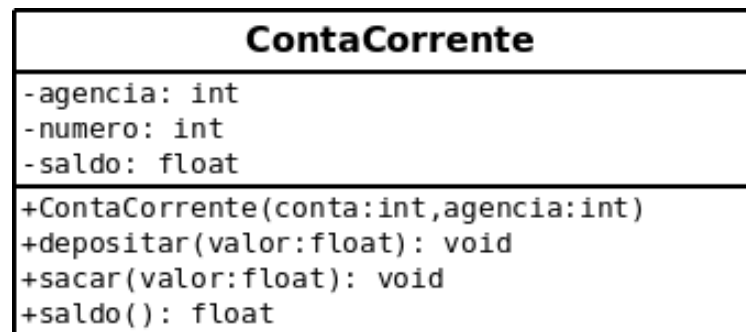 ContaCorrente
-agencia: int
-numero: int
-saldo: float
+ContaCorrente(conta:int,agencia:int)
+depositar(valor:float): void
+sacar(valor:float): void
+saldo(): float